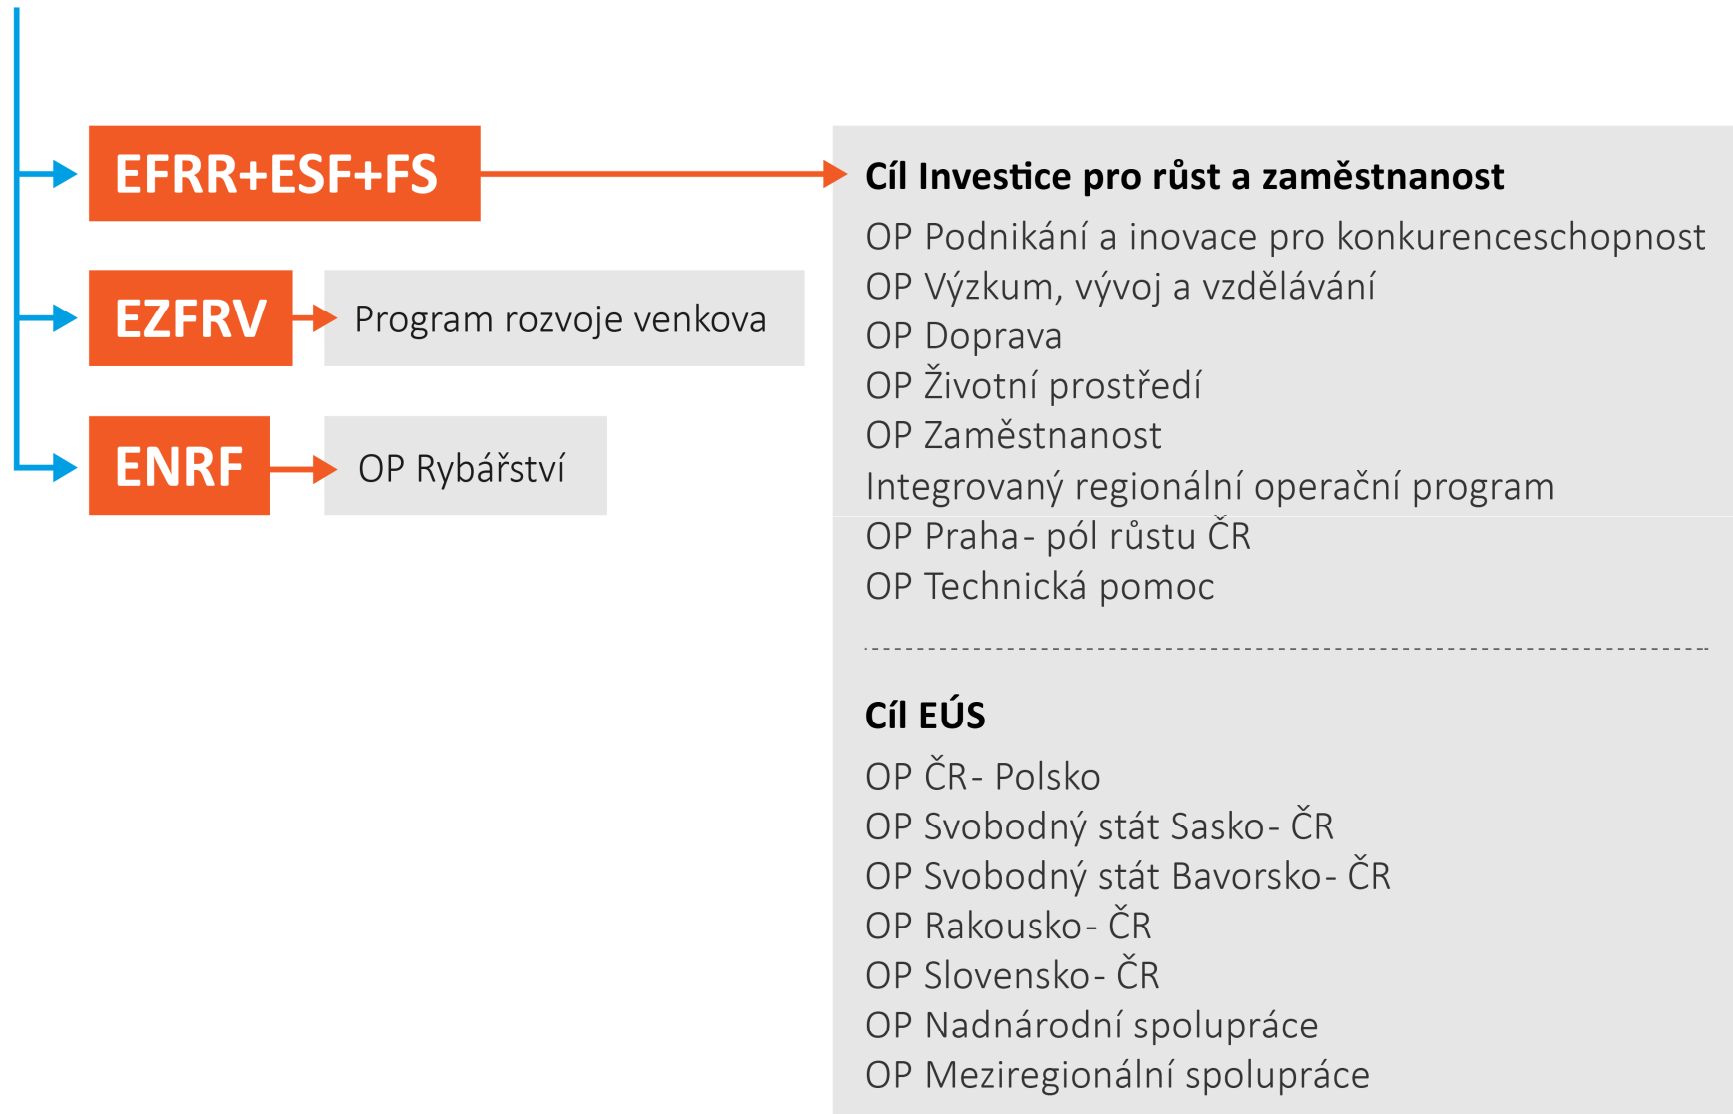 EFRR+ESF+FS
EZFRV
Program rozvoje venkova
ENRF
OP Rybářství
Cíl Investice pro růst a zaměstnanost
OP Podnikání a inovace pro konkurenceschopnost
OP Výzkum, vývoj a vzdělávání
OP Doprava
OP Životní prostředí
OP Zaměstnanost
Integrovaný regionální operační program
OP Praha - pól růstu ČR
OP Technická pomoc
Cíl EÚS
OP ČR - Polsko
OP Svobodný stát Sasko - ČR
OP Svobodný stát Bavorsko - ČR
OP Rakousko - ČR
OP Slovensko - ČR
OP Nadnárodní spolupráce
OP Meziregionální spolupráce